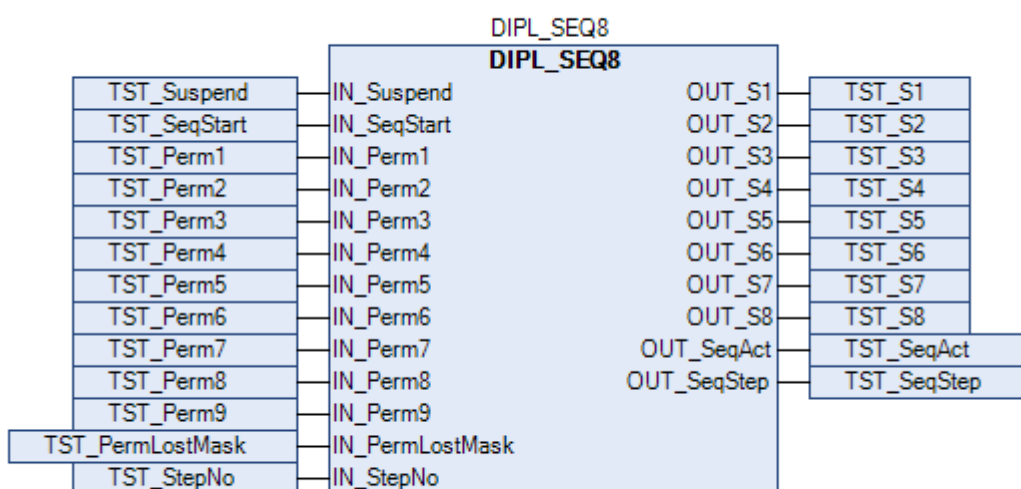 DIPL_SEQ8
DIPL_SEQ8
TST_Suspend IN_Suspend OUT_S1 TST_S1
TST_SeqStart IN_SeqStart OUT_S2 TST_S2
TST_Perm1 IN_Perm1 OUT_S3 TST_S3
TST_Perm2 IN_Perm2 OUT_S4 TST_S4
TST_Perm3 IN_Perm3 OUT_S5 TST_S5
TST_Perm4 IN_Perm4 OUT_S6 TST_S6
TST_Perm5 IN_Perm5 OUT_S7 TST_S7
TST_Perm6 IN_Perm6 OUT_S8 TST_S8
TST_Perm7 IN_Perm7 OUT_SeqAct TST_SeqAct
TST_Perm8 IN_Perm8 OUT_SeqStep TST_SeqStep
TST_Perm9 IN_Perm9
TST_PermLostMask IN_PermLostMask
TST_StepNo IN_StepNo